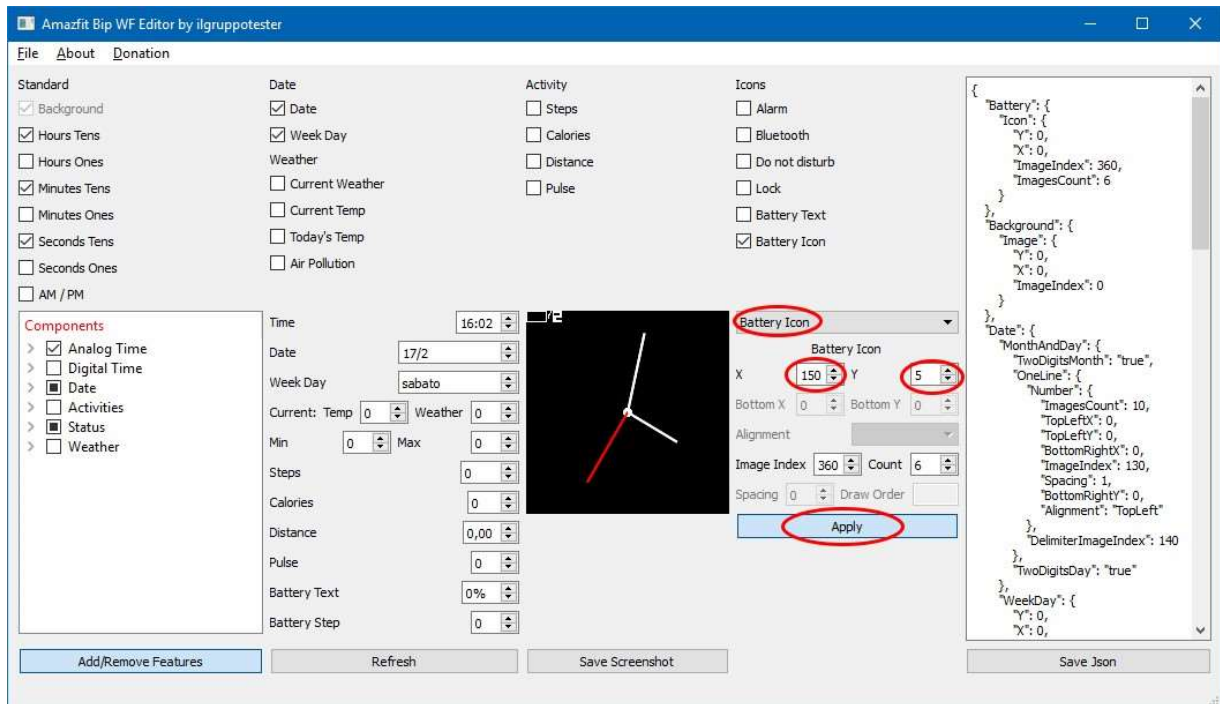 Amazfit Bip WF Editor by ilgruppotester
File About Donation
Standard
Background
Hours Tens
Hours Ones
Minutes Tens
Minutes Ones
Seconds Tens
Seconds Ones
AM / PM
Date
Date
Week Day
Weather
Current Weather
Current Temp
Today's Temp
Air Pollution
Activity
Steps
Calories
Distance
Pulse
Icons
Alarm
Bluetooth
Do not disturb
Lock
Battery Text
Battery Icon
Components
Analog Time
Digital Time
Date
Activities
Status
Weather
Time 16:02
Date 17/2
Week Day sabato
Current: Temp 0 Weather 0
Min 0 Max 0
Steps 0
Calories 0
Distance 0,00
Pulse 0
Battery Text 0%
Battery Step 0
/2
Battery Icon
Battery Icon
X 150 Y 5
Bottom X 0 Bottom Y 0
Alignment
Image Index 360 Count 6
Spacing 0 Draw Order
Apply
{
"Battery": {
"Icon": {
"Y": 0,
"X": 0,
"ImageIndex": 360,
"ImagesCount": 6
}
},
"Background": {
"Image": {
"Y": 0,
"X": 0,
"ImageIndex": 0
}
},
"Date": {
"MonthAndDay": {
"TwoDigitsMonth": "true",
"OneLine": {
"Number": {
"ImagesCount": 10,
"TopLeftX": 0,
"TopLeftY": 0,
"BottomRightX": 0,
"ImageIndex": 130,
"Spacing": 1,
"BottomRightY": 0,
"Alignment": "TopLeft"
},
"DelimiterImageIndex": 140
},
"TwoDigitsDay": "true"
},
"WeekDay": {
"Y": 0,
"X": 0,
Add/Remove Features
Refresh
Save Screenshot
Save Json